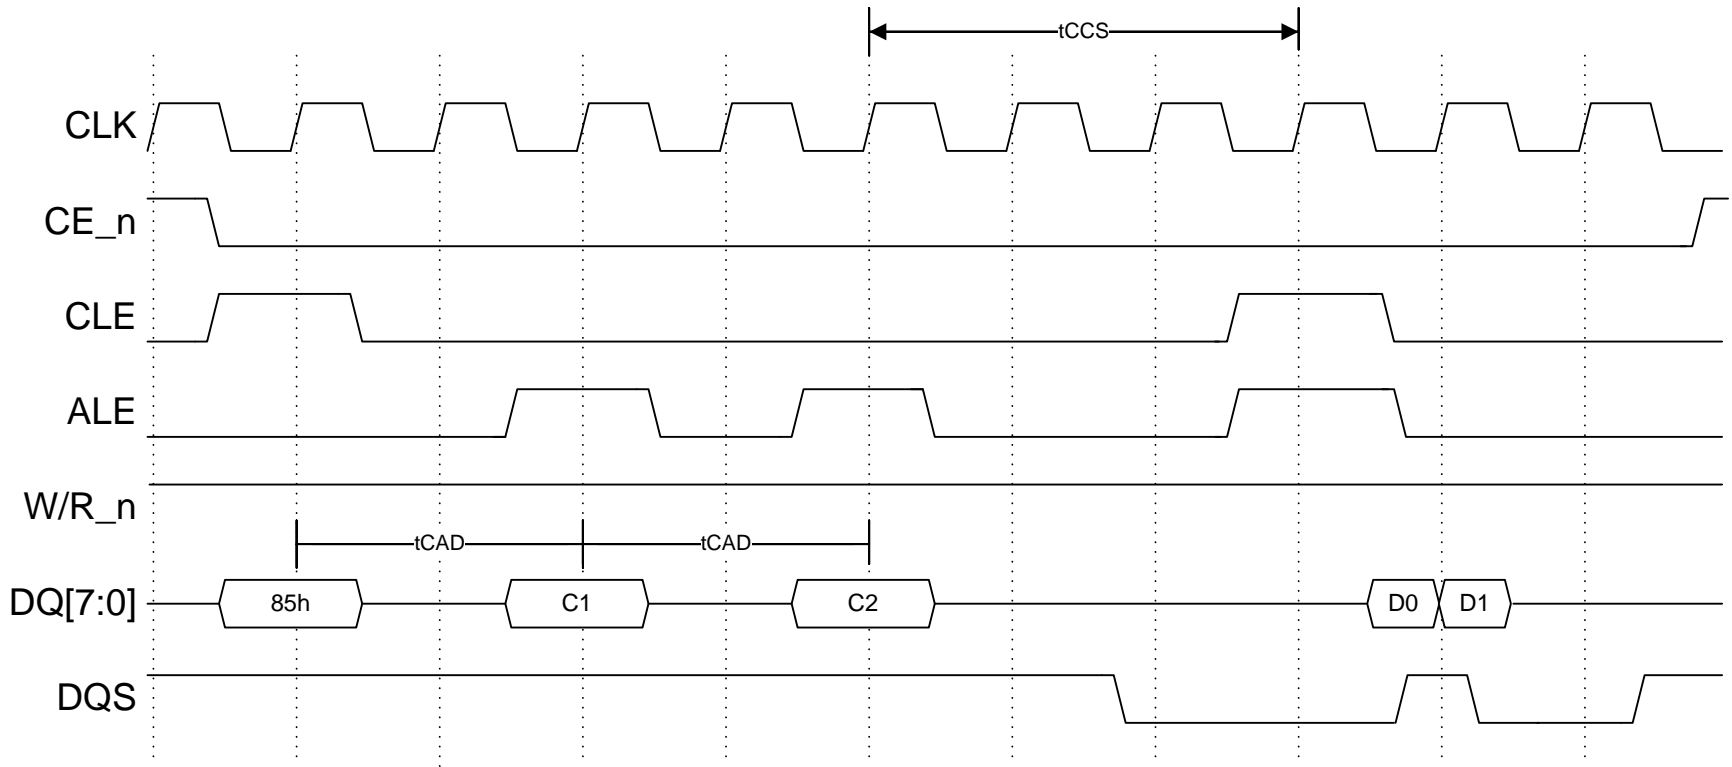 tCCS
CLK
CE_n
CLE
ALE
W/R_n
tCAD tCAD
DQ[7:0] 85h C1 C2 D0 D1
DQS